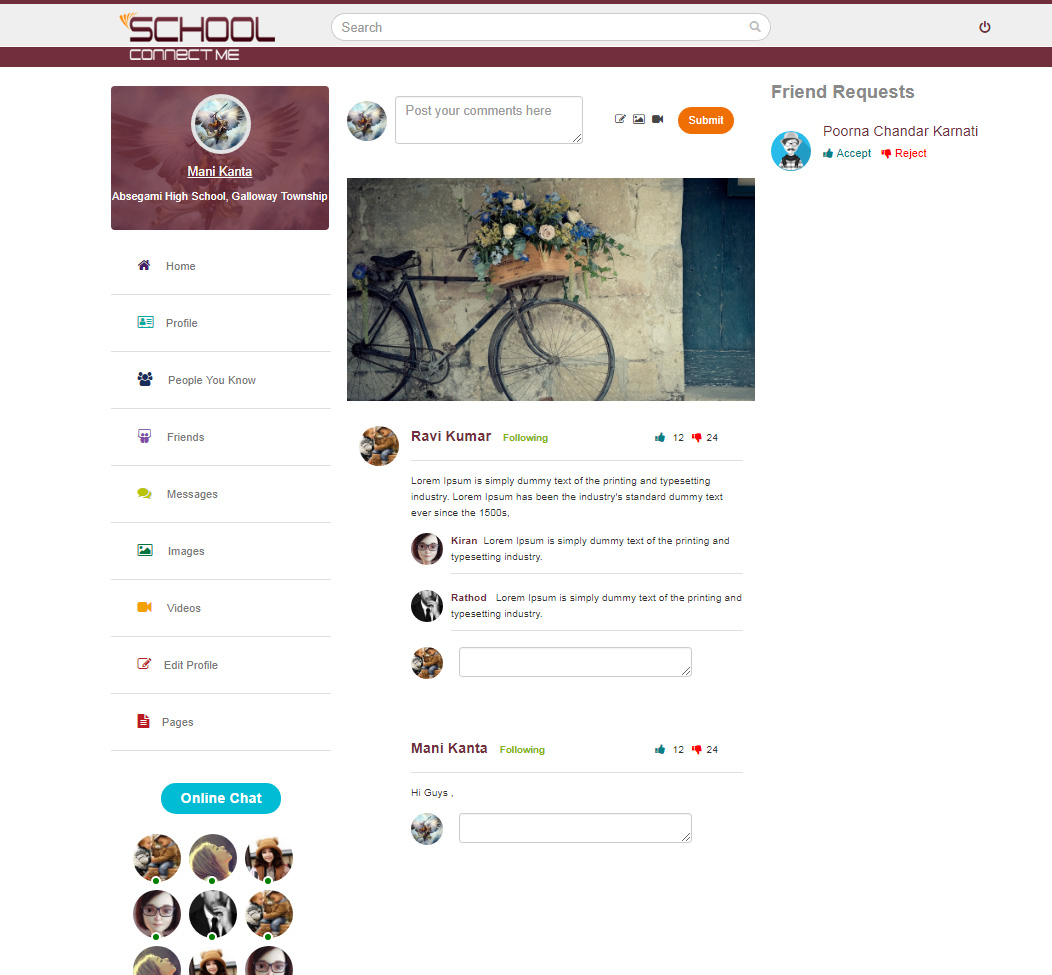 SCHOOL
CONNECT ME
Search
Mani Kanta
Absegami High School, Galloway Township
Home
Profile
People You Know
Friends
Messages
Images
Videos
Edit Profile
Pages
Online Chat
Post your comments here
Submit
Ravi Kumar Following 12 24
Lorem Ipsum is simply dummy text of the printing and typesetting
industry. Lorem Ipsum has been the industry's standard dummy text
ever since the 1500s,
Kiran Lorem Ipsum is simply dummy text of the printing and
typesetting industry.
Rathod Lorem Ipsum is simply dummy text of the printing and
typesetting industry.
Mani Kanta Following 12 24
Hi Guys ,
Friend Requests
Poorna Chandar Karnati
Accept Reject